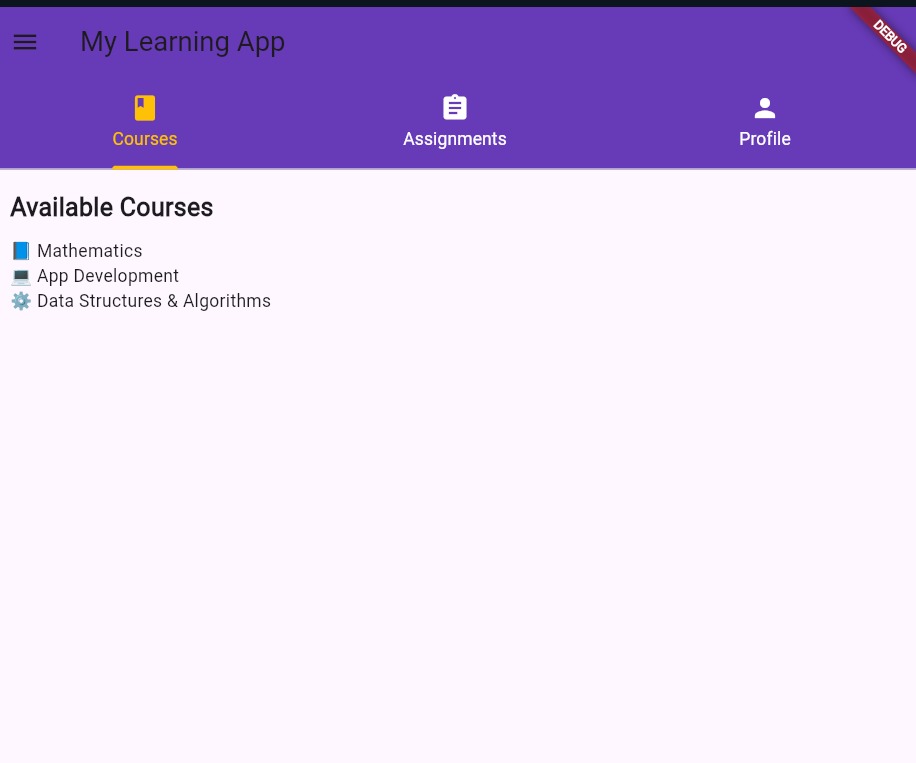 My Learning App
DEBUG
Courses
Assignments
Profile
Available Courses
📘 Mathematics
💻 App Development
⚙️ Data Structures & Algorithms